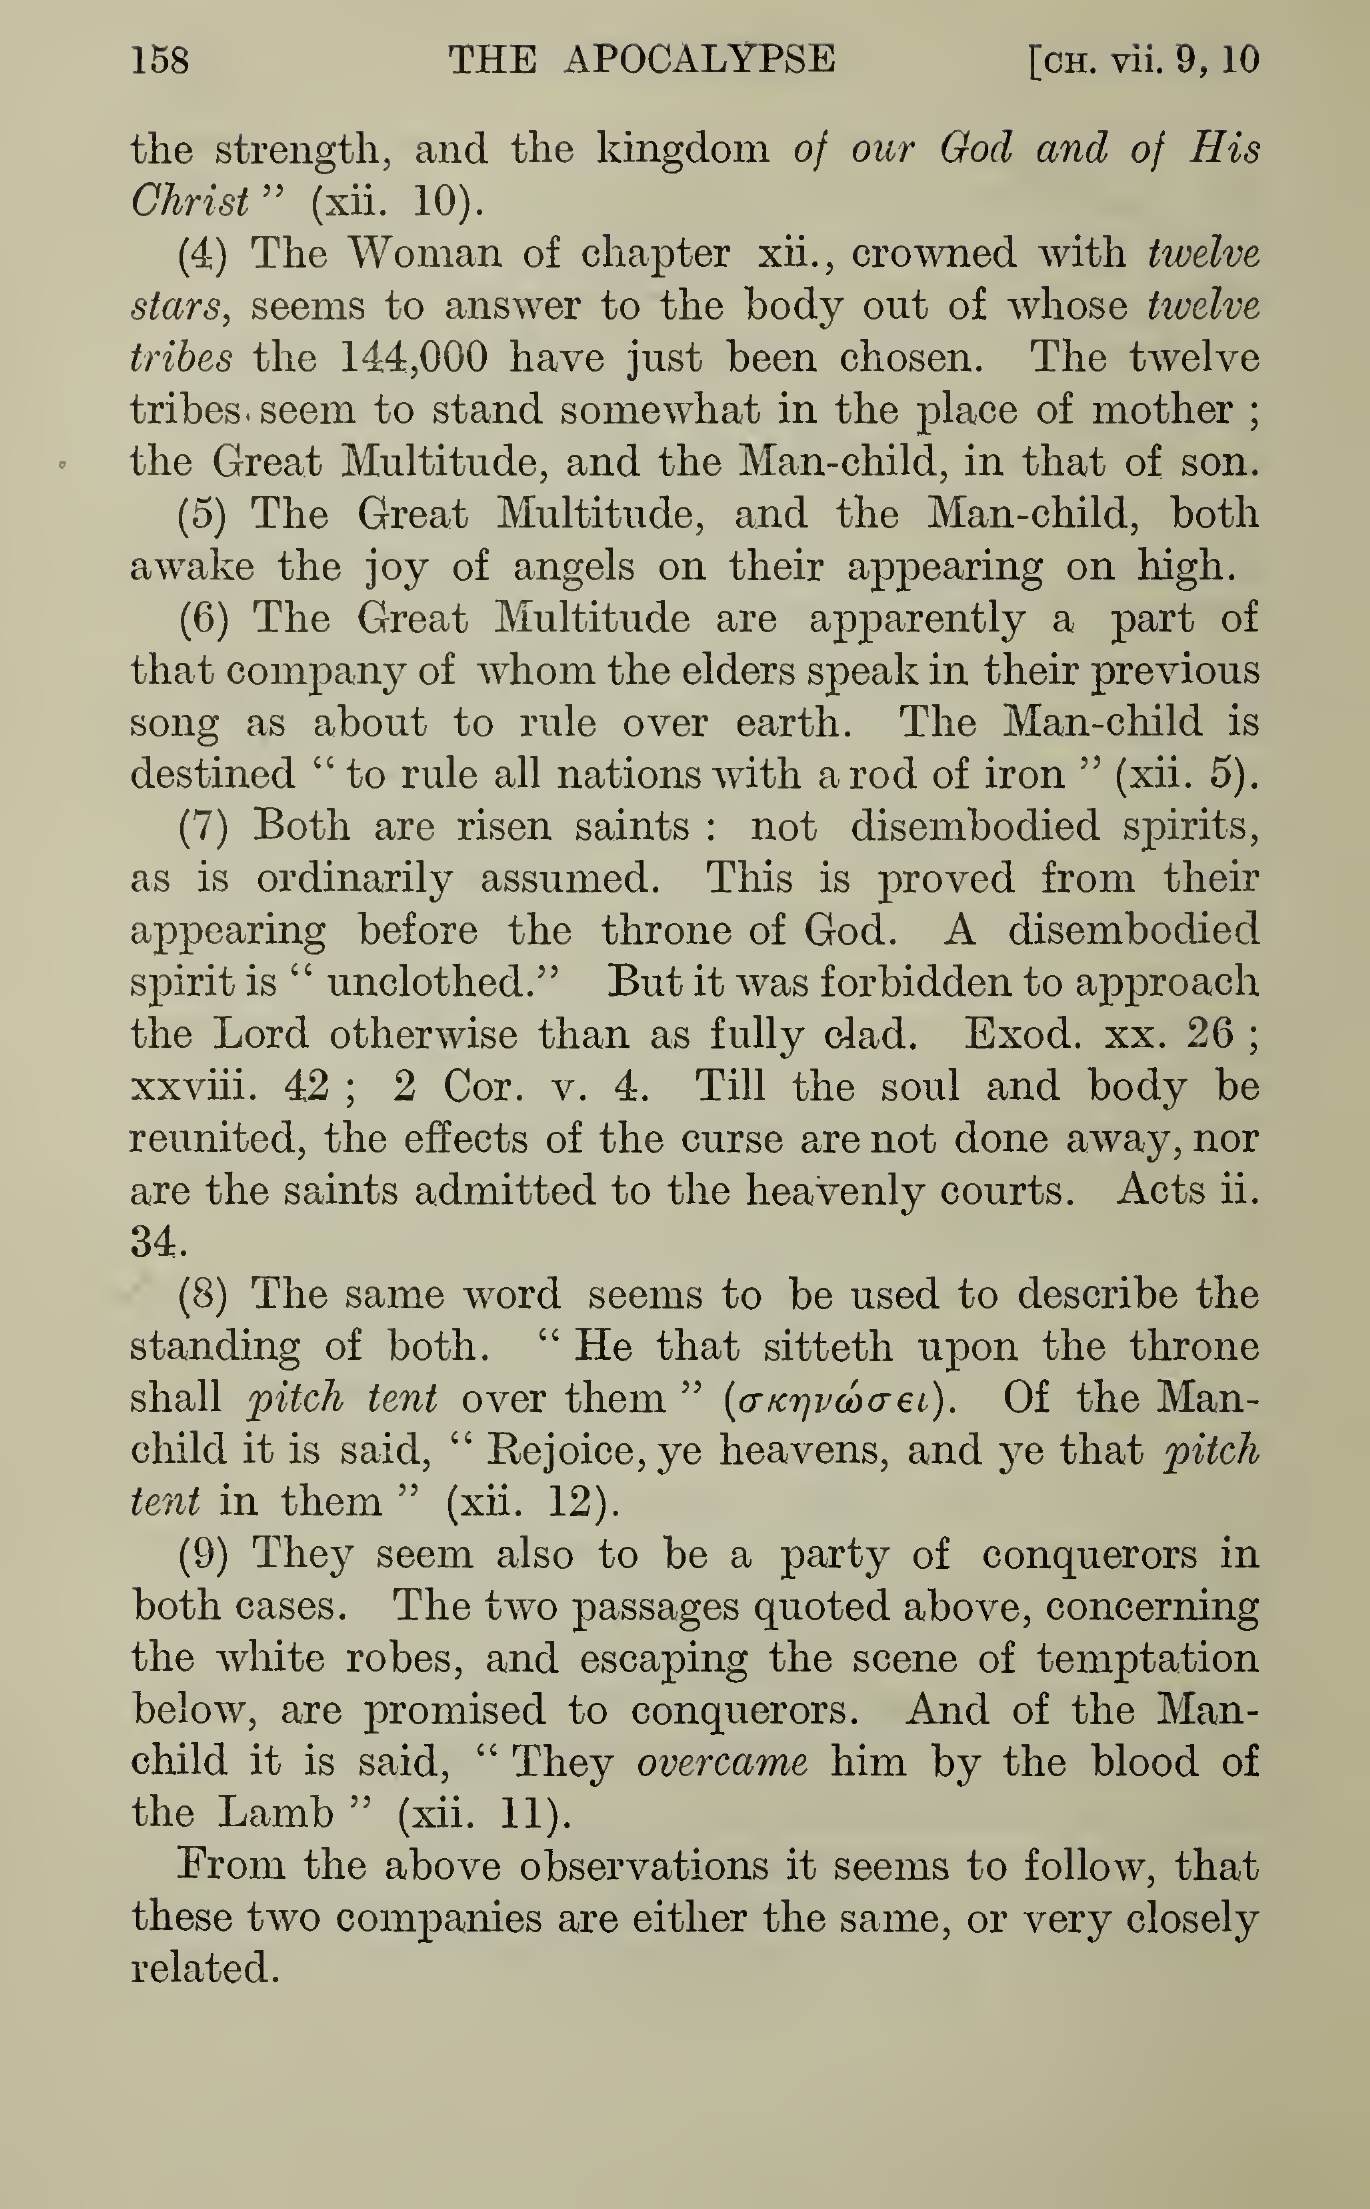 158 THE APOCALYPSE [CH. vii. 9, 10
the strength, and the kingdom of our God and of His
Christ" (xii. 10).
(4) The Woman of chapter xii., crowned with twelve
stars, seems to answer to the body out of whose twelve
tribes the 144,000 have just been chosen. The twelve
tribes seem to stand somewhat in the place of mother ;
the Great Multitude, and the Man-child, in that of son.
(5) The Great Multitude, and the Man-child, both
awake the joy of angels on their appearing on high.
(6) The Great Multitude are apparently a part of
that company of whom the elders speak in their previous
song as about to rule over earth. The Man-child is
destined "to rule all nations with a rod of iron" (xii. 5).
(7) Both are risen saints : not disembodied spirits,
as is ordinarily assumed. This is proved from their
appearing before the throne of God. A disembodied
spirit is "unclothed." But it was forbidden to approach
the Lord otherwise than as fully clad. Exod. xx. 26 ;
xxviii. 42 ; 2 Cor. v. 4. Till the soul and body be
reunited, the effects of the curse are not done away, nor
are the saints admitted to the heavenly courts. Acts ii.
34.
(8) The same word seems to be used to describe the
standing of both. "He that sitteth upon the throne
shall pitch tent over them" (σκηνώσει). Of the Man-
child it is said, "Rejoice, ye heavens, and ye that pitch
tent in them" (xii. 12).
(9) They seem also to be a party of conquerors in
both cases. The two passages quoted above, concerning
the white robes, and escaping the scene of temptation
below, are promised to conquerors. And of the Man-
child it is said, "They overcame him by the blood of
the Lamb" (xii. 11).
From the above observations it seems to follow, that
these two companies are either the same, or very closely
related.